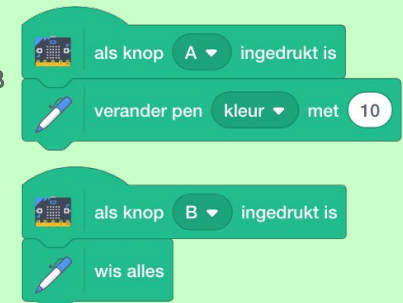 als knop A ingedrukt is
verander pen kleur met 10
als knop B ingedrukt is
wis alles